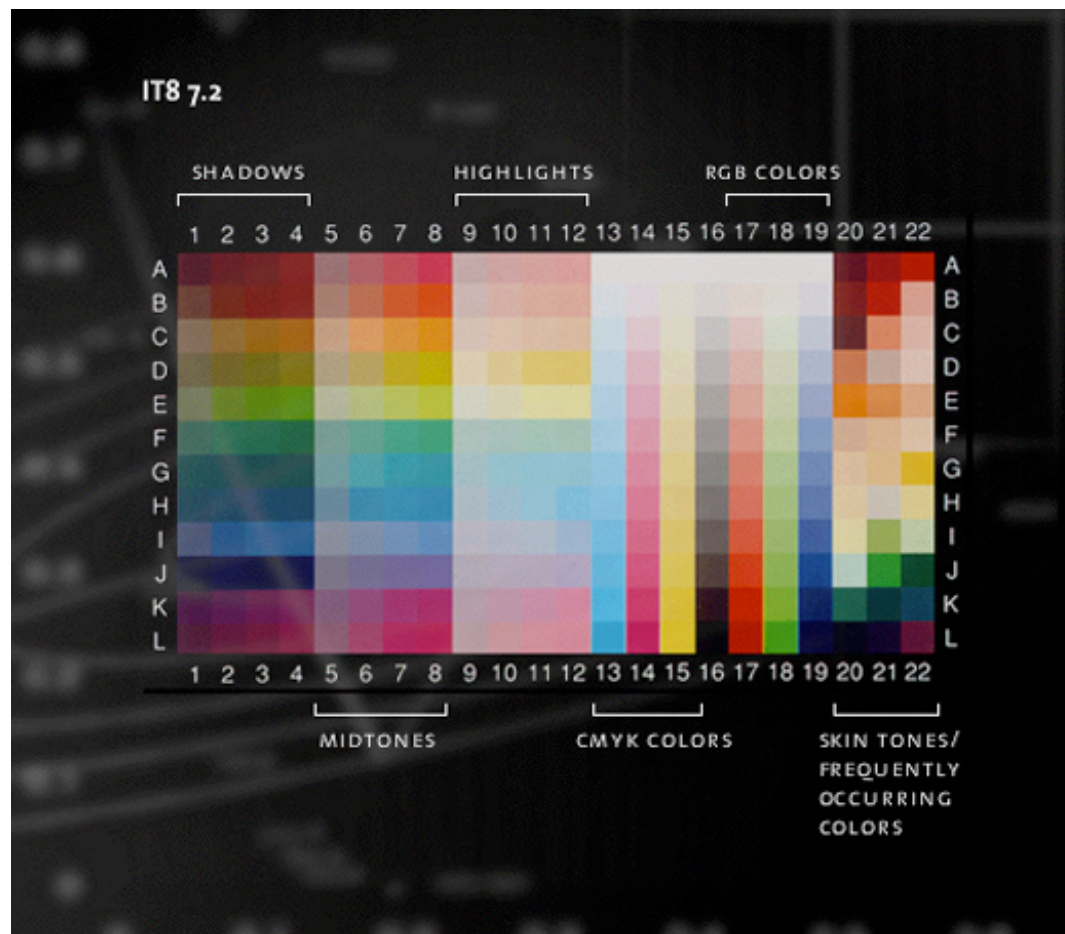 IT8 7.2
SHADOWS HIGHLIGHTS RGB COLORS
1 2 3 4 5 6 7 8 9 10 11 12 13 14 15 16 17 18 19 20 21 22
A A
B B
C C
D D
E E
F F
G G
H H
I I
J J
K K
L L
1 2 3 4 5 6 7 8 9 10 11 12 13 14 15 16 17 18 19 20 21 22
MIDTONES CMYK COLORS SKIN TONES/
FREQUENTLY
OCCURRING
COLORS